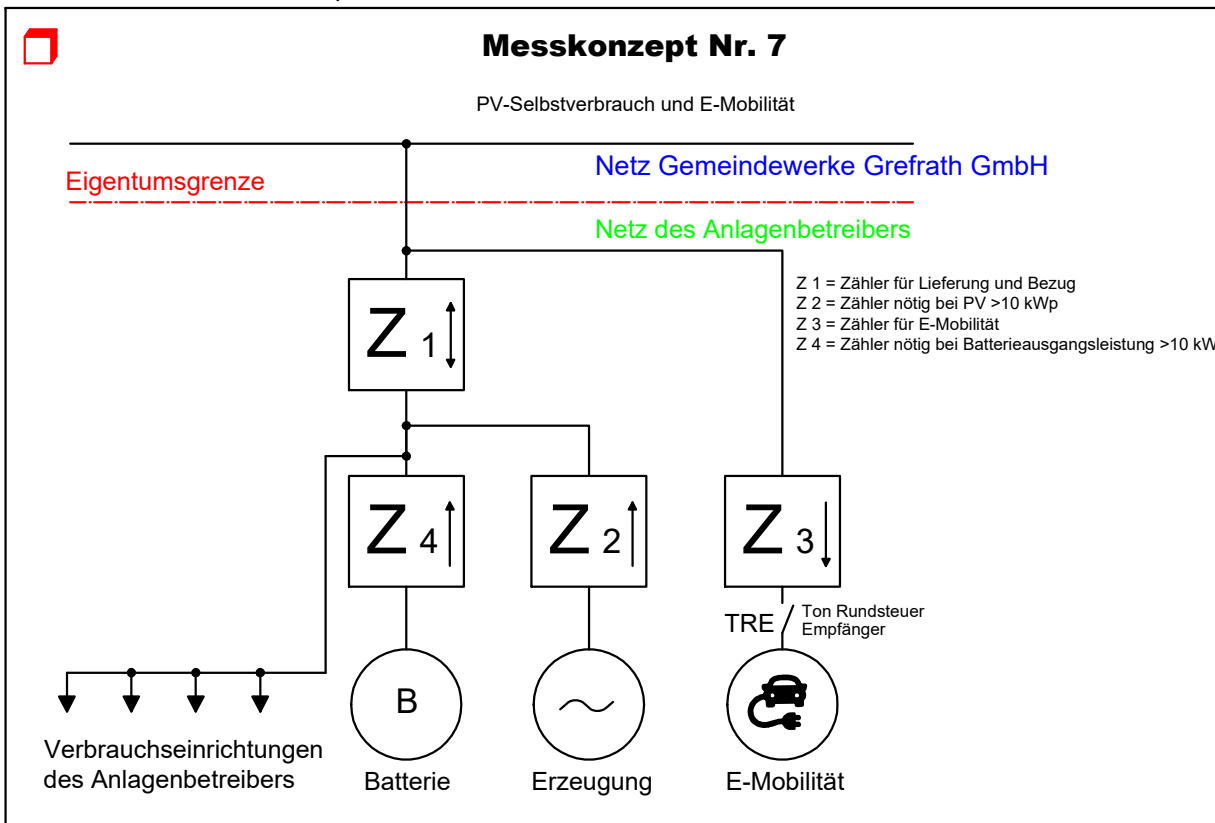 Messkonzept Nr. 7
PV-Selbstverbrauch und E-Mobilität
Netz Gemeindewerke Grefrath GmbH
Eigentumsgrenze
Netz des Anlagenbetreibers
Z 1 = Zähler für Lieferung und Bezug
Z 2 = Zähler nötig bei PV >10 kWp
Z 3 = Zähler für E-Mobilität
Z 4 = Zähler nötig bei Batterieausgangsleistung >10 kW
Z 1
Z 4
Z 2
Z 3
TRE
Ton Rundsteuer
Empfänger
B
Verbrauchseinrichtungen
des Anlagenbetreibers
Batterie
Erzeugung
E-Mobilität